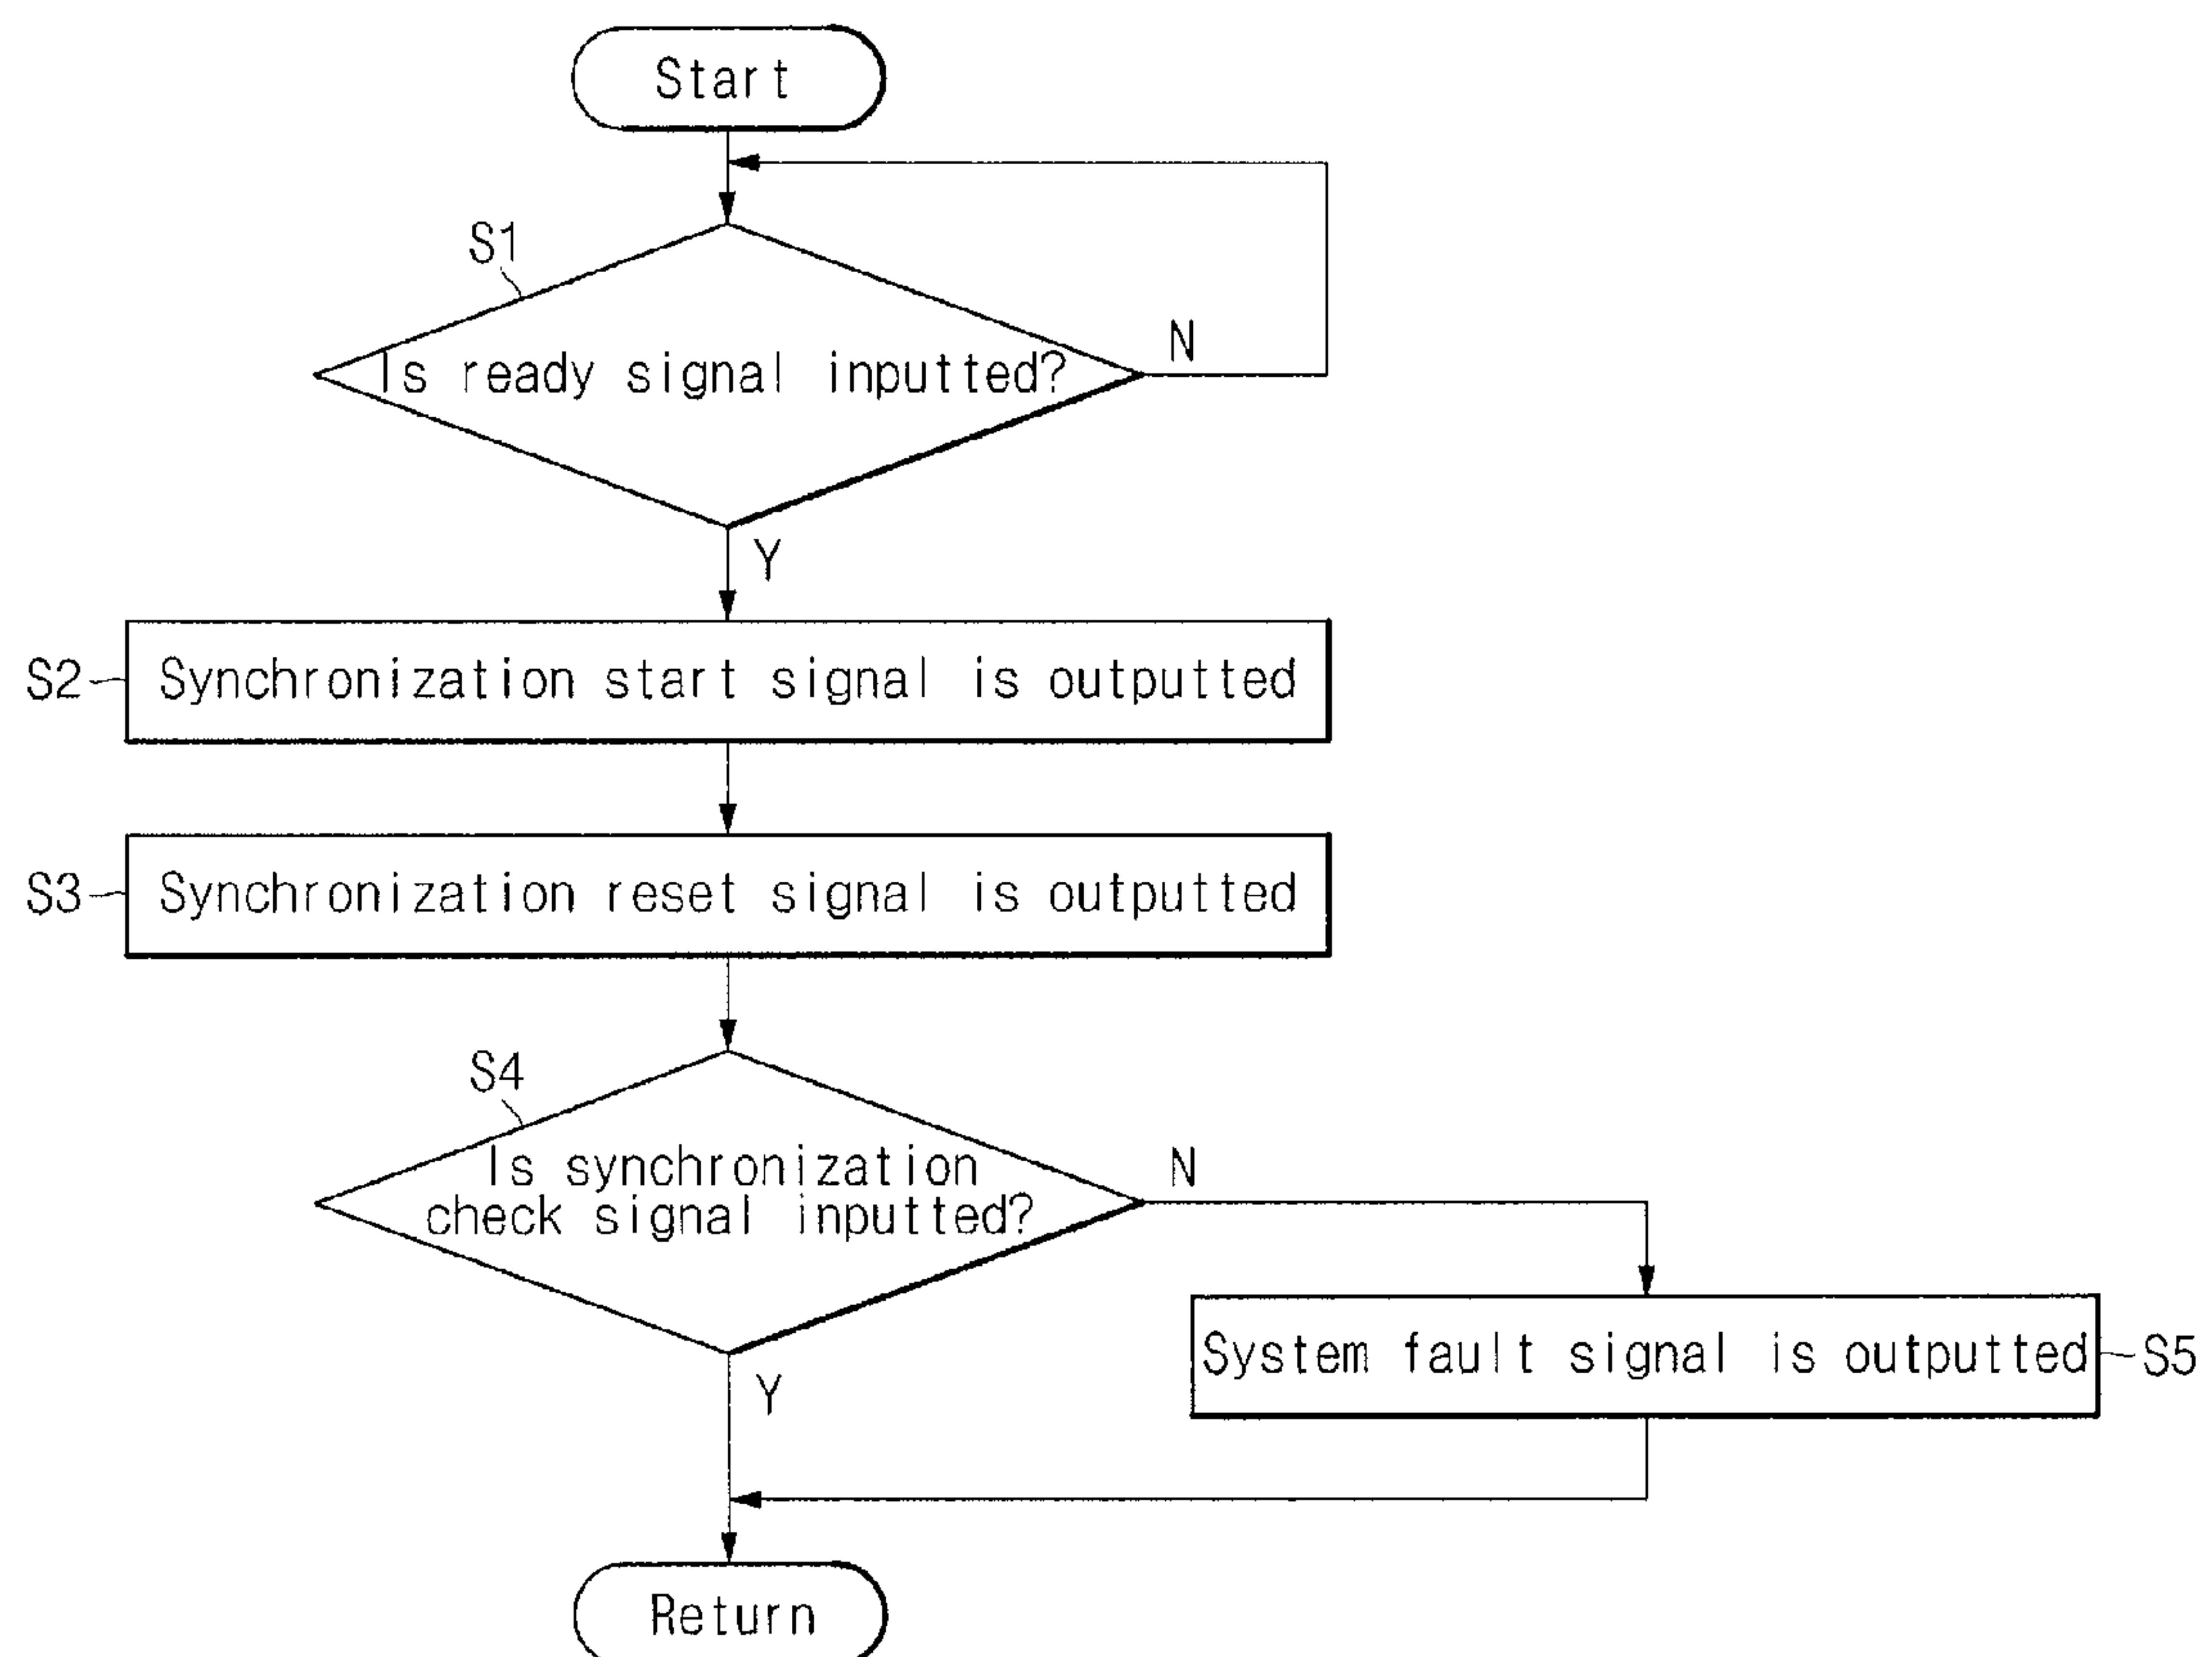 Start
S1
Is ready signal inputted?
N
Y
S2
Synchronization start signal is outputted
S3
Synchronization reset signal is outputted
S4
Is synchronization
check signal inputted?
N
Y
System fault signal is outputted
S5
Return